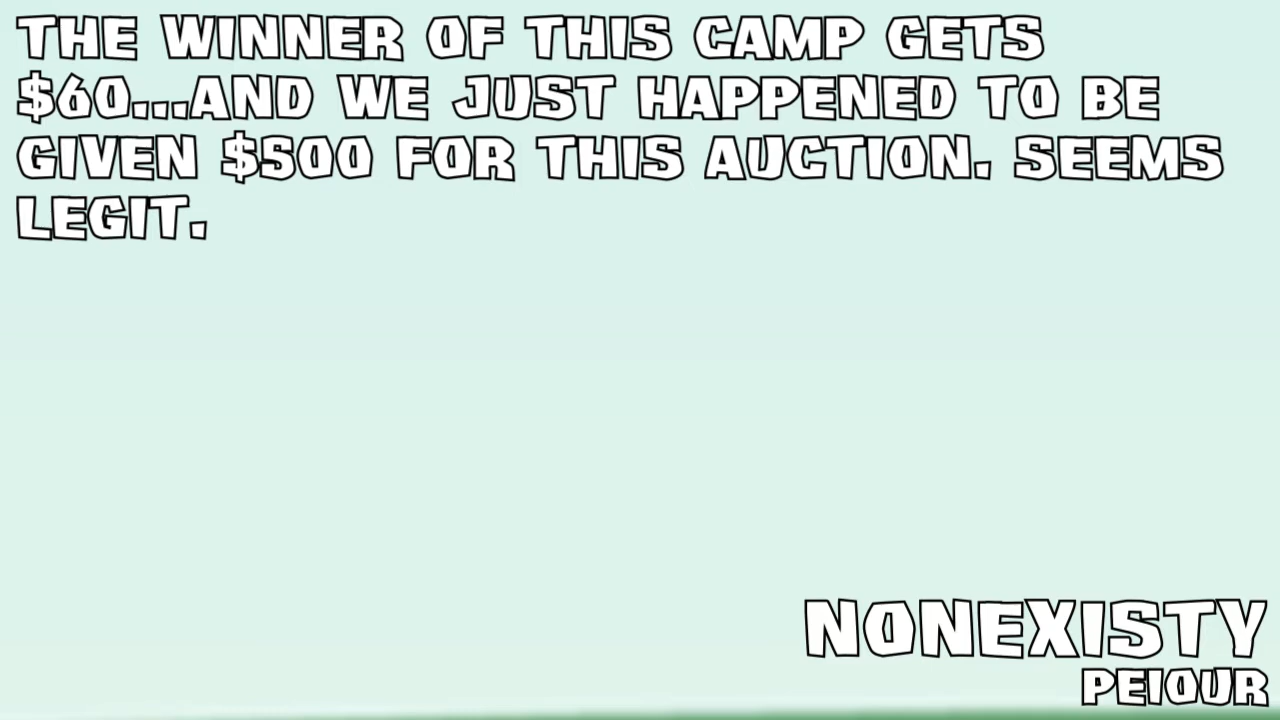 THE WINNER OF THIS CAMP GETS
$60...AND WE JUST HAPPENED TO BE
GIVEN $500 FOR THIS AUCTION. SEEMS
LEGIT.
NONEXISTY
PEIOUR